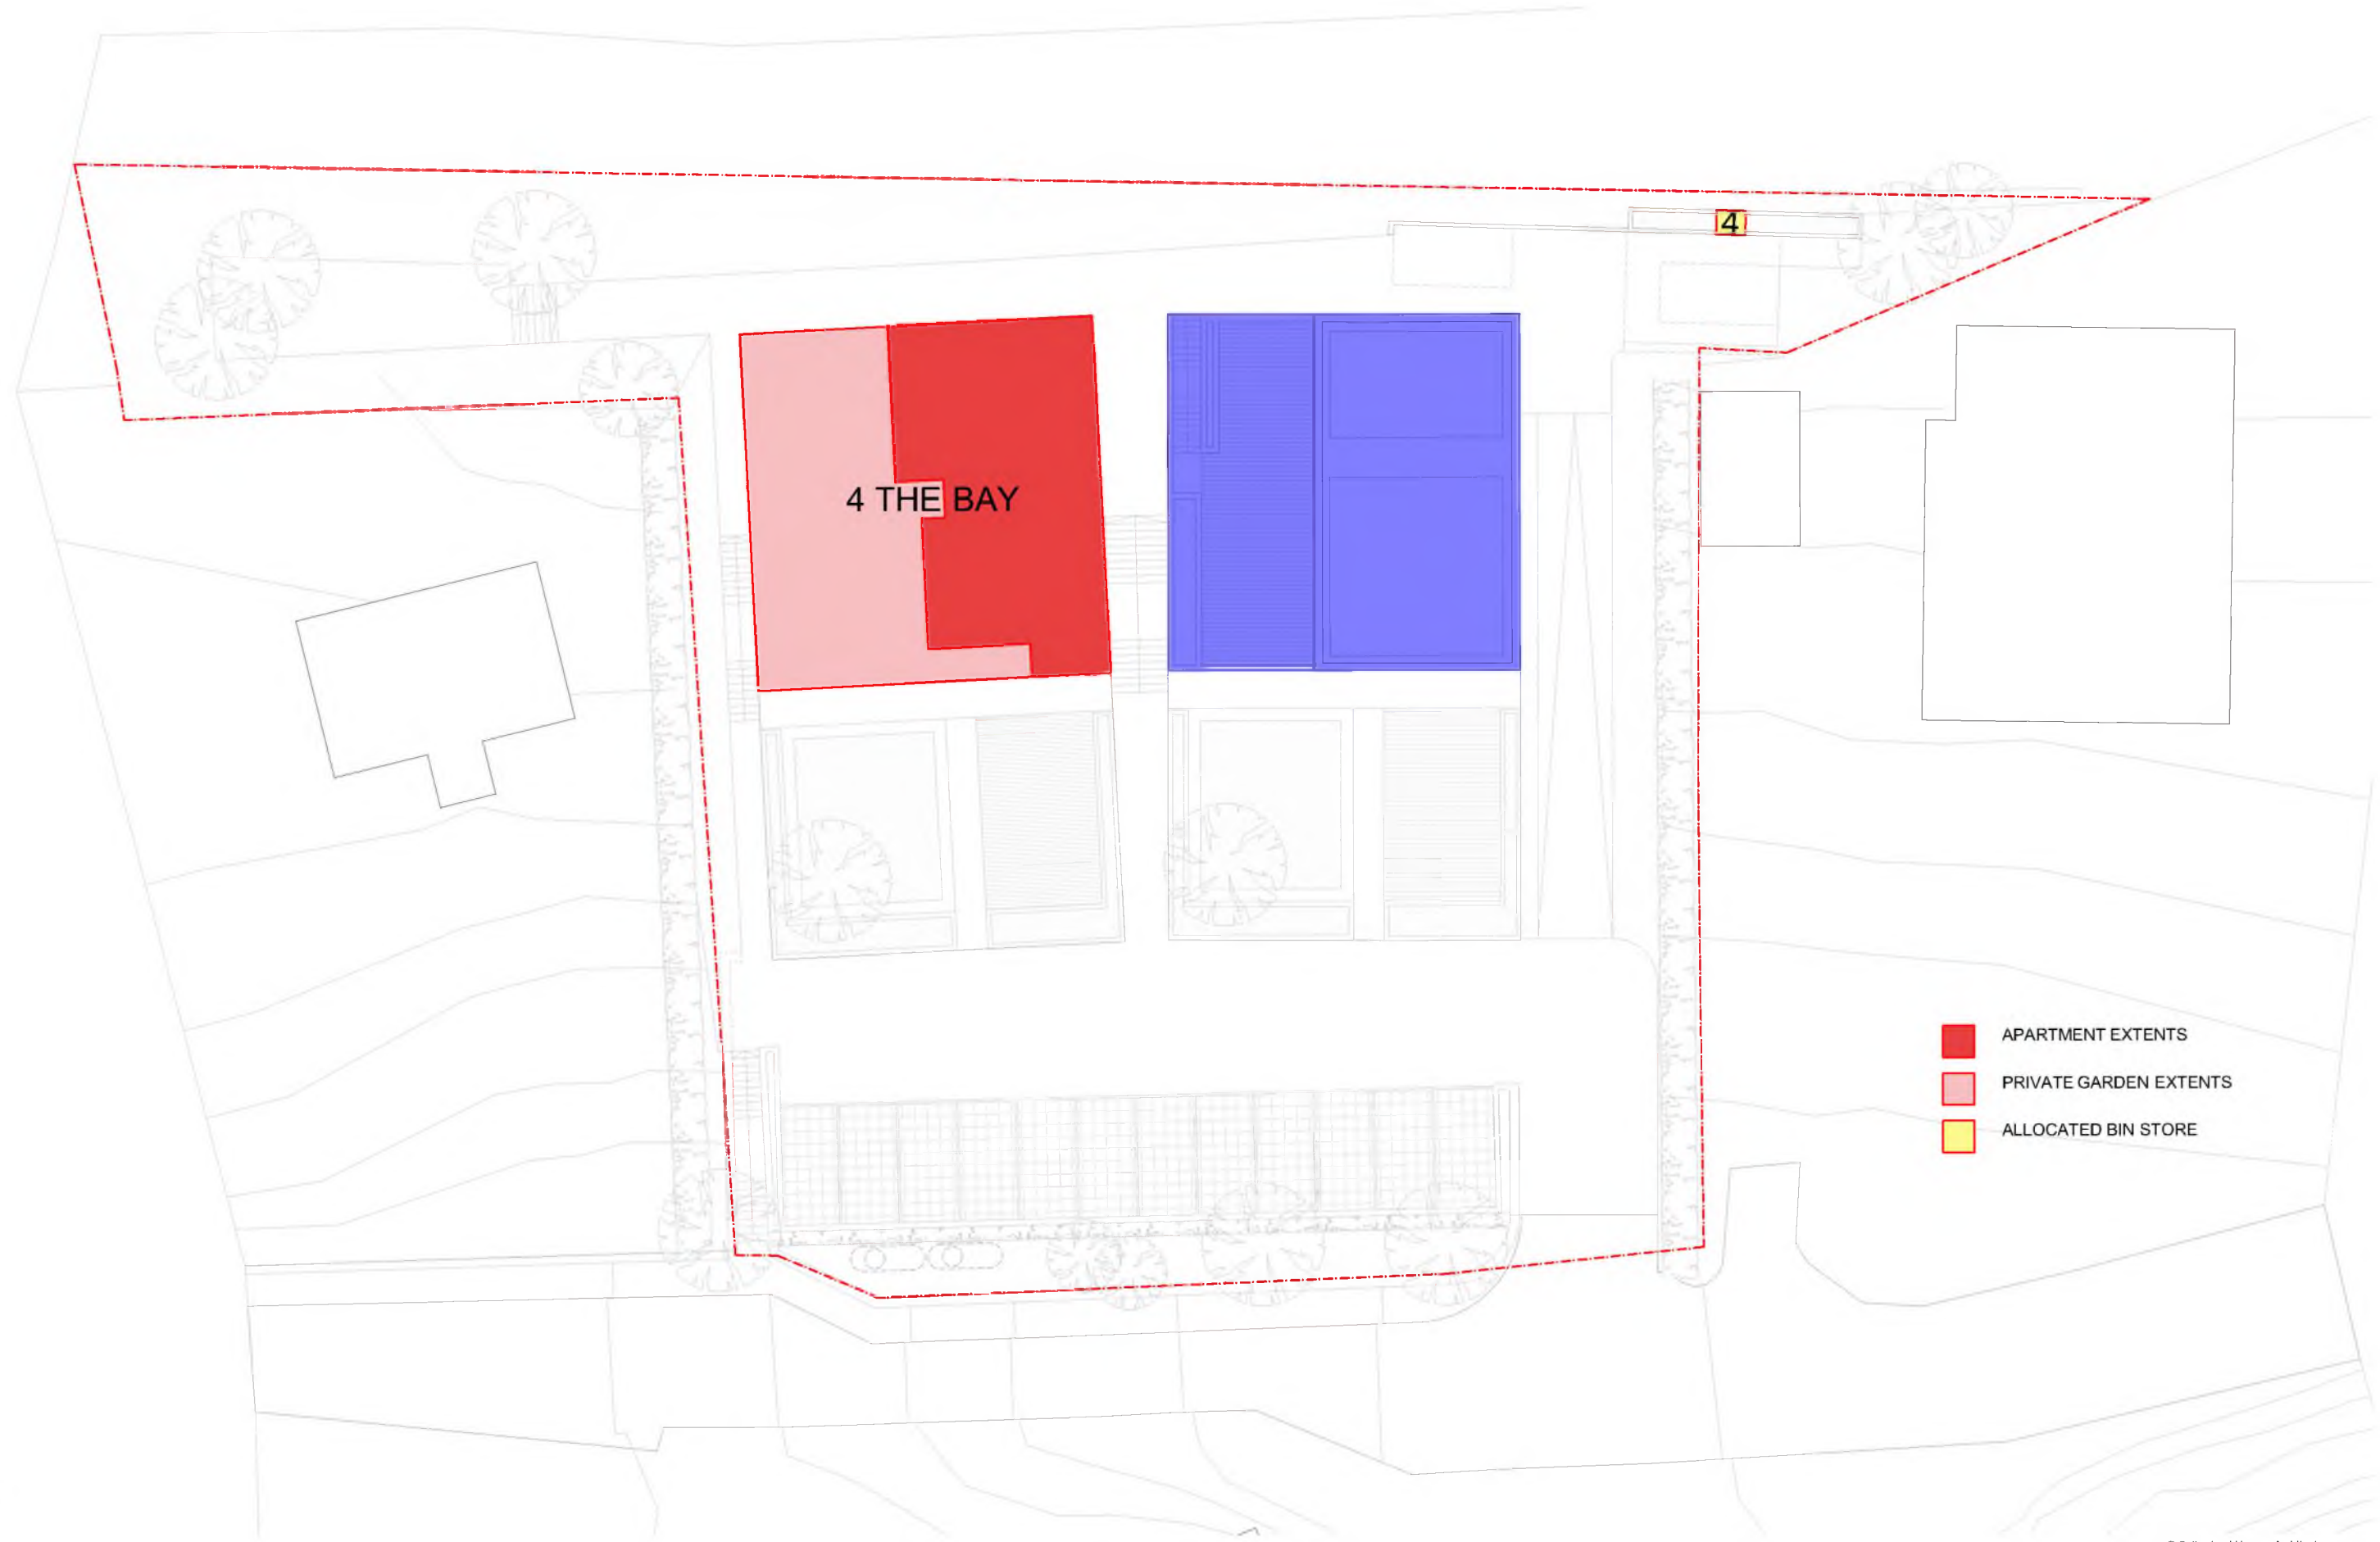 4
4 THE BAY
APARTMENT EXTENTS
PRIVATE GARDEN EXTENTS
ALLOCATED BIN STORE